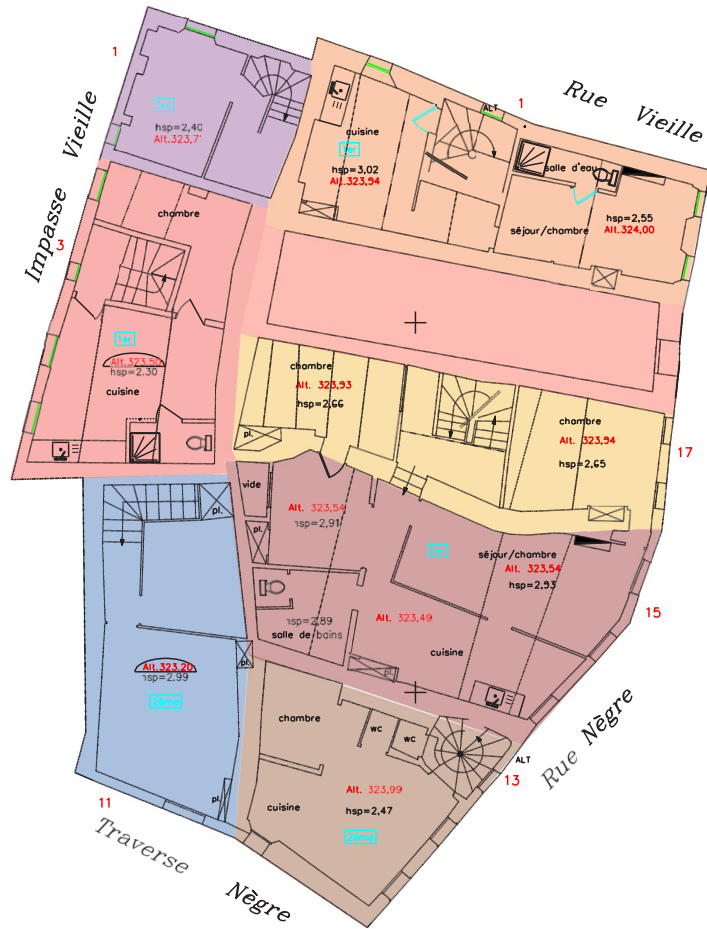 1
1er
hsp=2,40
Alt.323,7
Impasse Vieille
3
chambre
1er
Alt. 323,50
hsp=2.30
cuisine
1
Rue Vieille
ALT
cuisine
1er
hsp=3,02
Alt.323,94
salle d'eau
séjour/chambre
hsp=2,55
Alt.324,00
chambre
Alt. 323,93
hsp=2,66
pl.
chambre
Alt. 323,94
hsp=2,65
17
vide
pl.
Alt. 323,54
hsp=2,91
1er
séjour/chambre
Alt. 323,54
hsp=2,93
hsp=2,89
salle de bains
Alt. 323,49
cuisine
pl.
15
pl.
Alt.323,20
hsp=2.99
2ème
pl.
pl.
11
Traverse Nègre
chambre
wc
wc
cuisine
Alt. 323,99
hsp=2,47
2ème
13
ALT
Rue Nègre